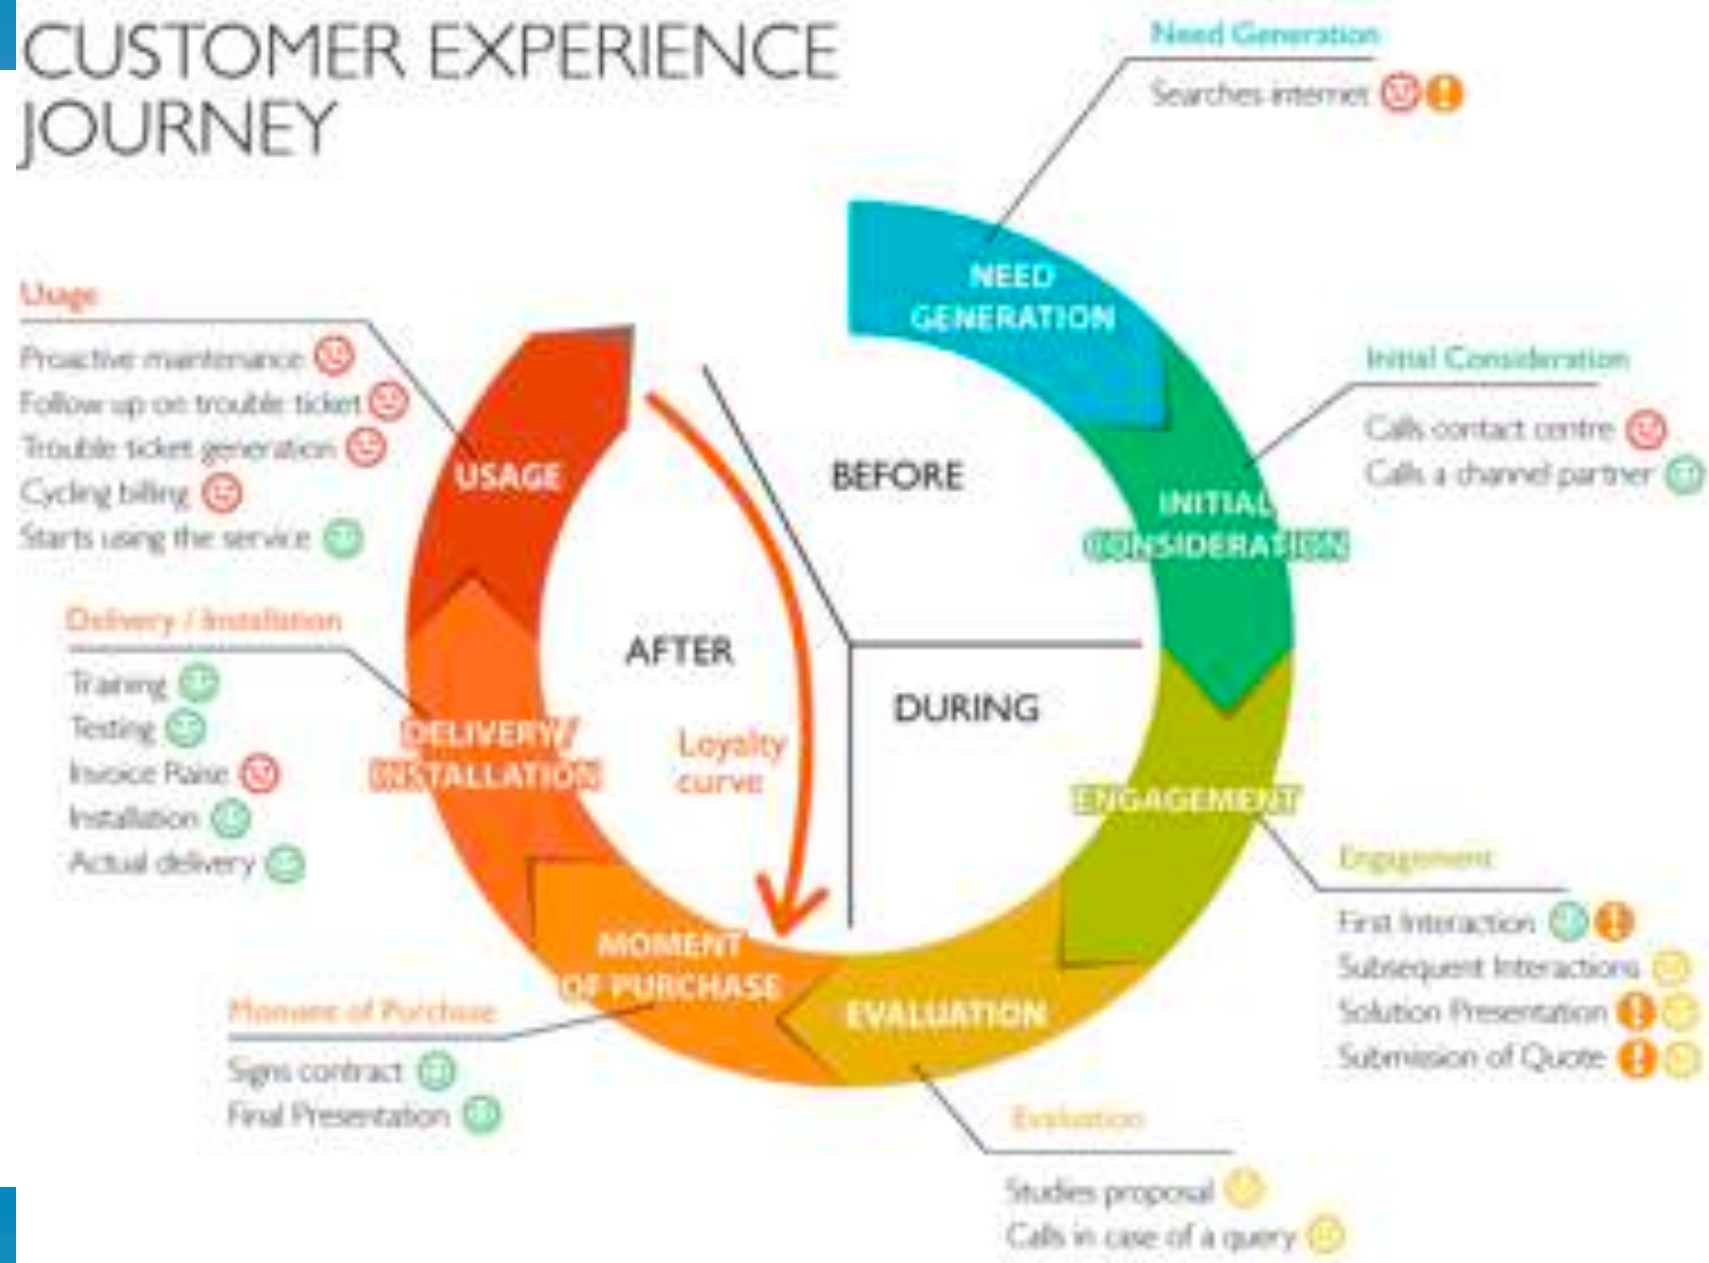 CUSTOMER EXPERIENCE
JOURNEY
Need Generation
Searches internet
NEED
GENERATION
Initial Consideration
Calls contact centre
Calls a channel partner
INITIAL
CONSIDERATION
BEFORE
Usage
Proactive maintenance
Follow up on trouble ticket
Trouble ticket generation
Cycling billing
Starts using the service
USAGE
AFTER
Loyalty
curve
DURING
Delivery / Installation
Training
Testing
Invoice Raise
Installation
Actual delivery
DELIVERY/
INSTALLATION
ENGAGEMENT
Engagement
First Interaction
Subsequent Interactions
Solution Presentation
Submission of Quote
MOMENT
OF PURCHASE
Moment of Purchase
Signs contract
Final Presentation
EVALUATION
Evaluation
Studies proposal
Calls in case of a query